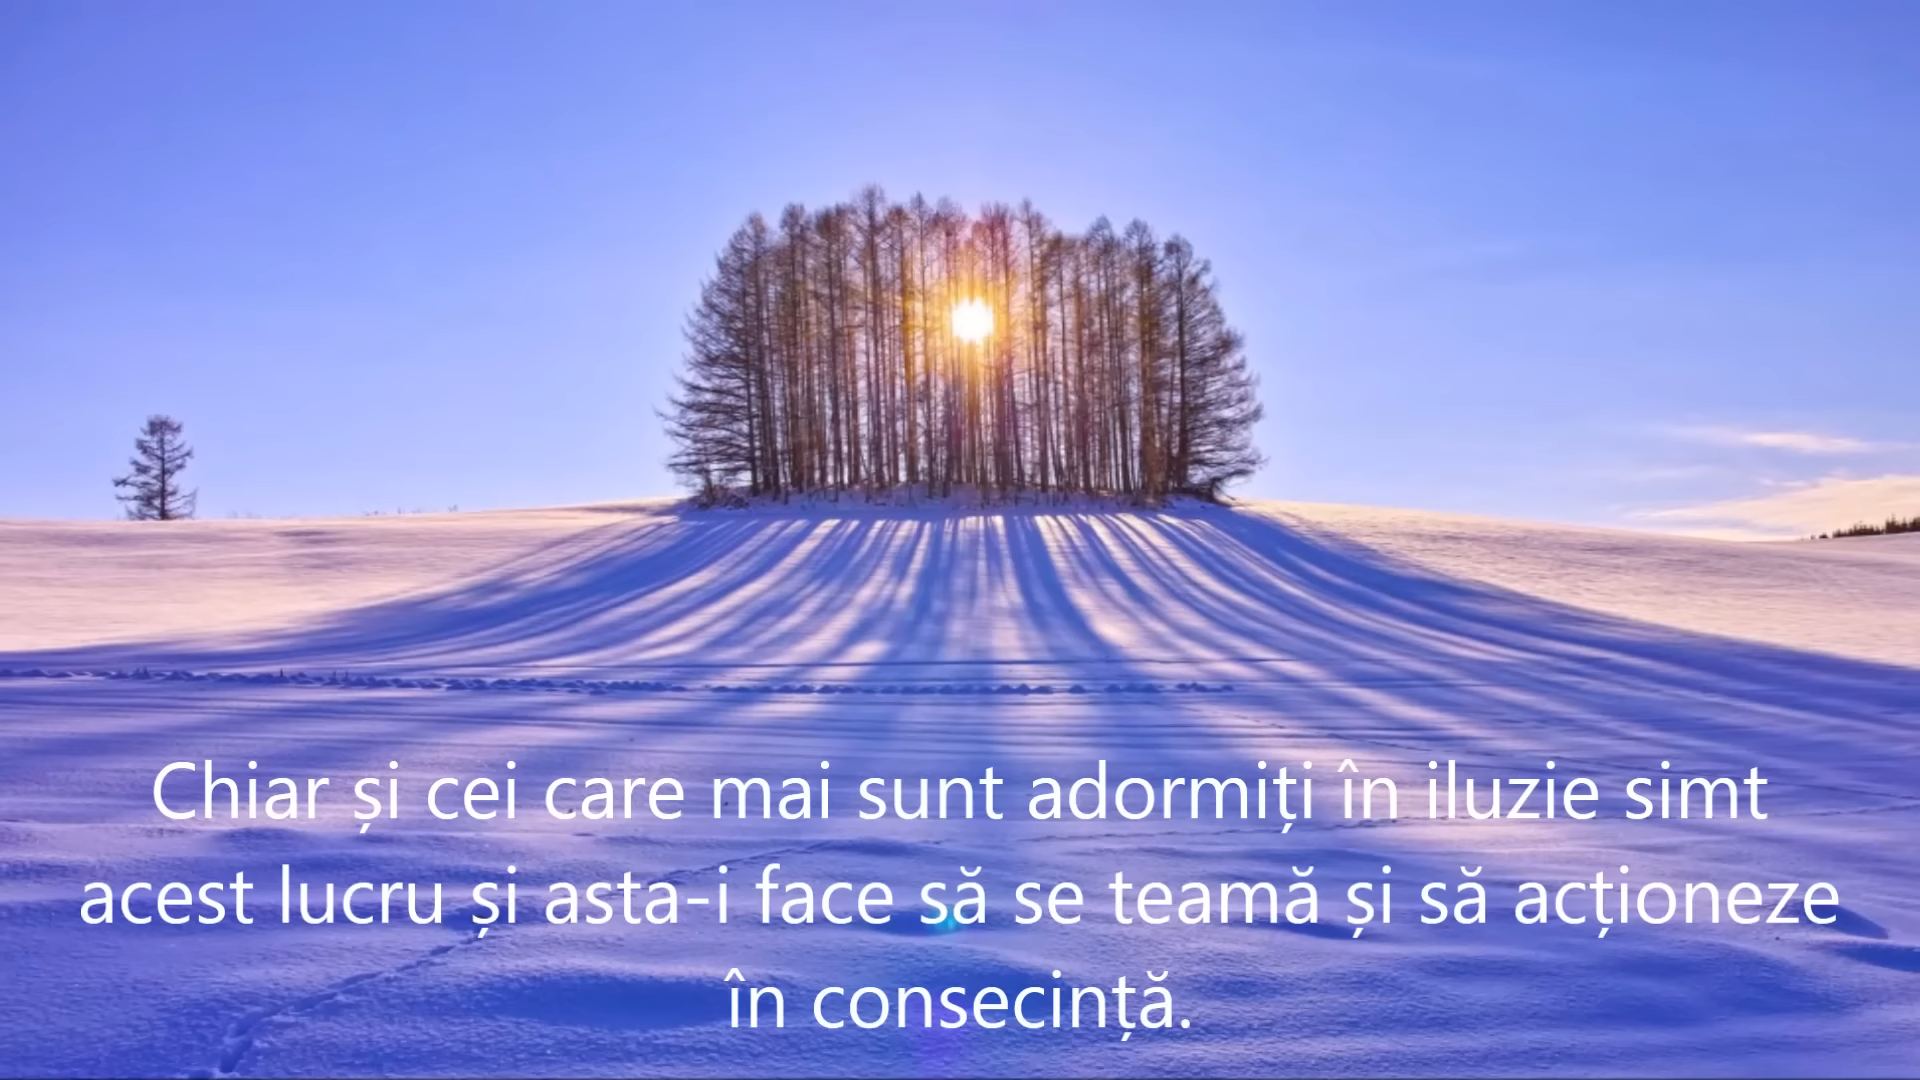 Chiar și cei care mai sunt adormiți în iluzie simt
acest lucru și asta-i face să se teamă și să acționeze
în consecință.